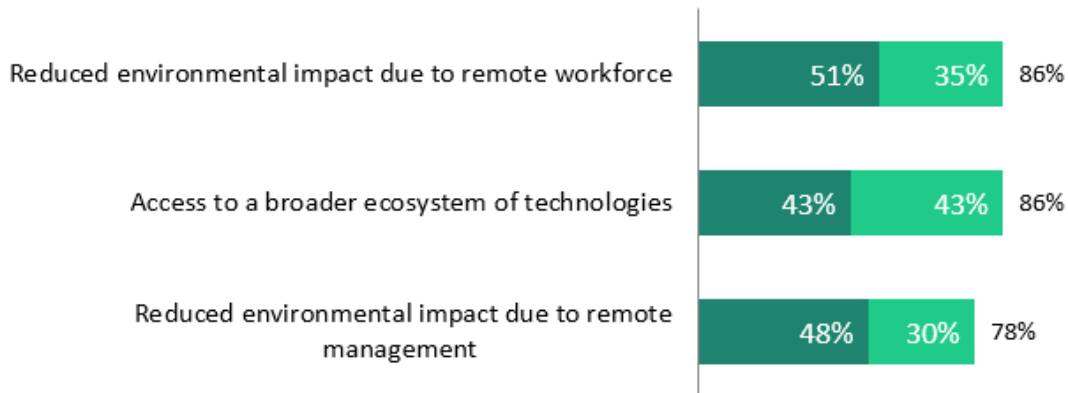 Reduced environmental impact due to remote workforce 51% 35% 86%
Access to a broader ecosystem of technologies 43% 43% 86%
Reduced environmental impact due to remote
management 48% 30% 78%